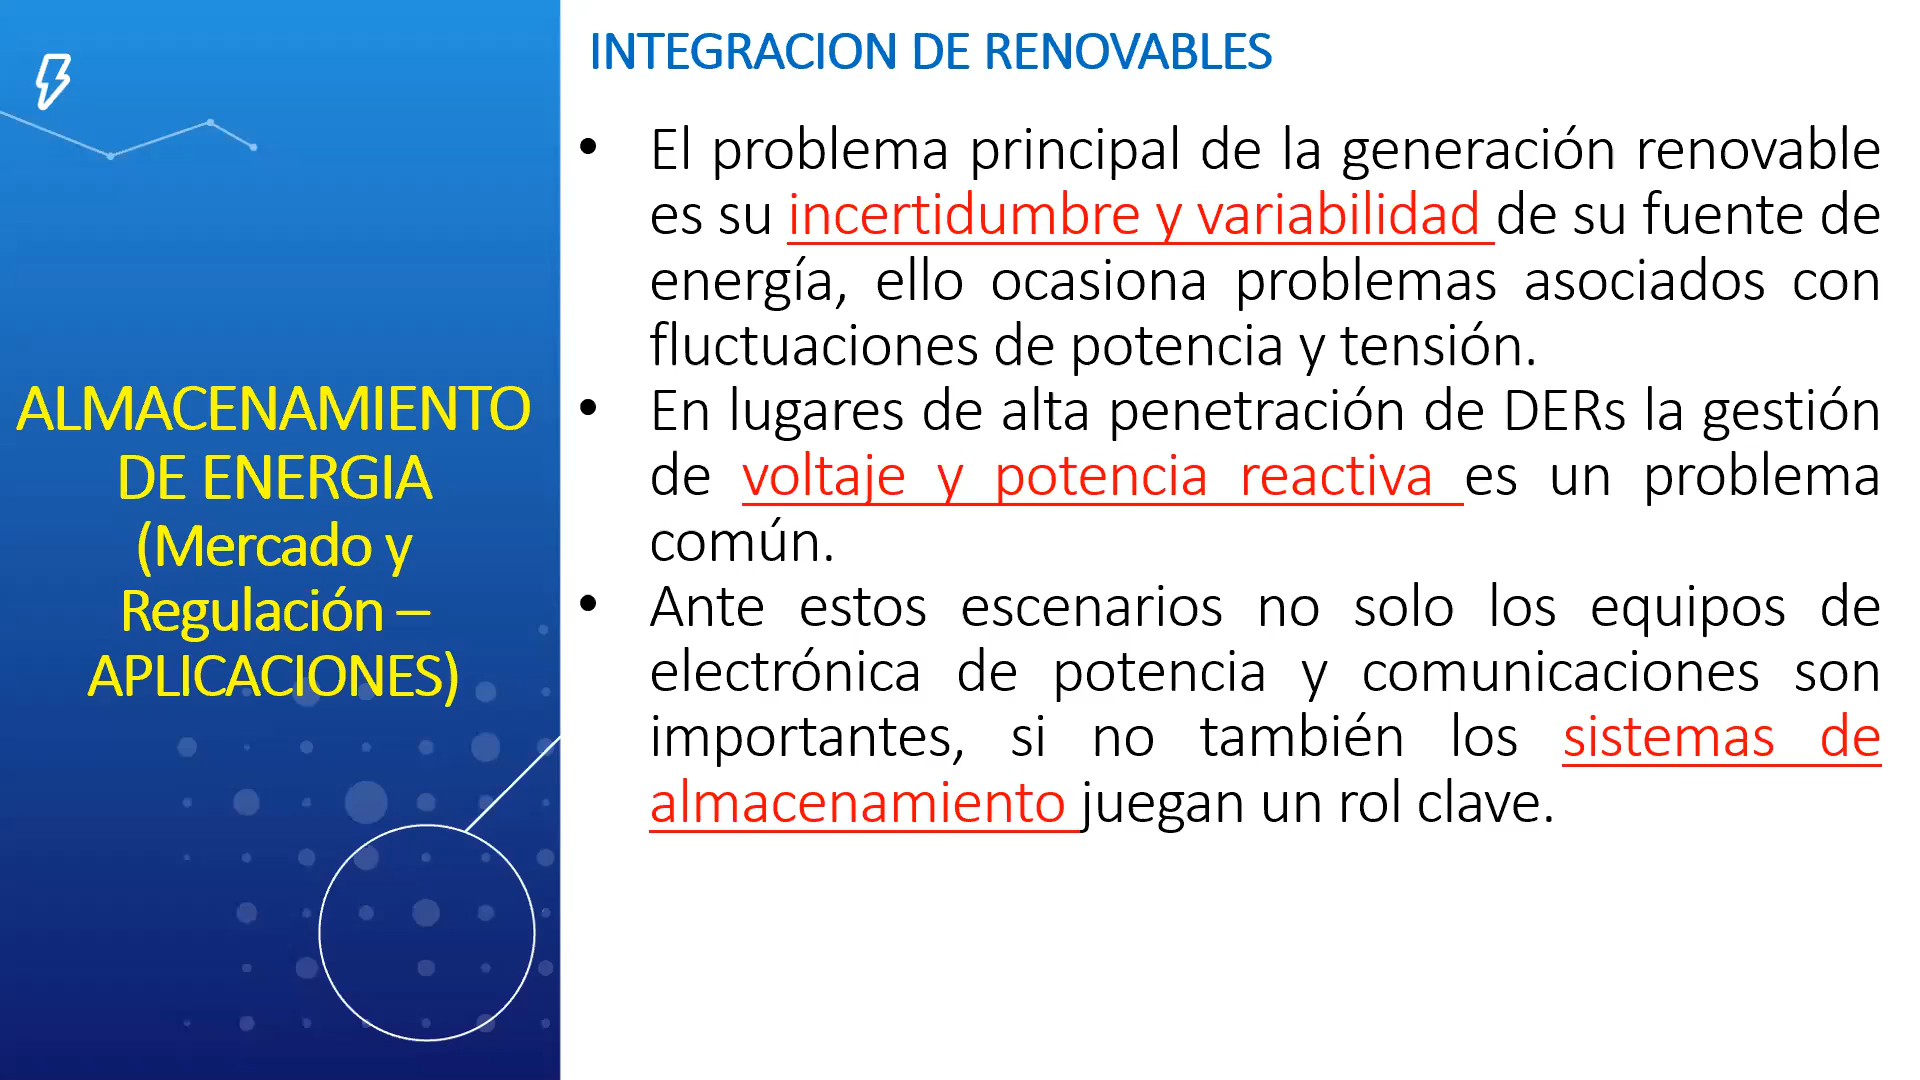 ALMACENAMIENTO
DE ENERGIA
(Mercado y
Regulación –
APLICACIONES)
INTEGRACION DE RENOVABLES
• El problema principal de la generación renovable
es su incertidumbre y variabilidad de su fuente de
energía, ello ocasiona problemas asociados con
fluctuaciones de potencia y tensión.
• En lugares de alta penetración de DERs la gestión
de voltaje y potencia reactiva es un problema
común.
• Ante estos escenarios no solo los equipos de
electrónica de potencia y comunicaciones son
importantes, si no también los sistemas de
almacenamiento juegan un rol clave.